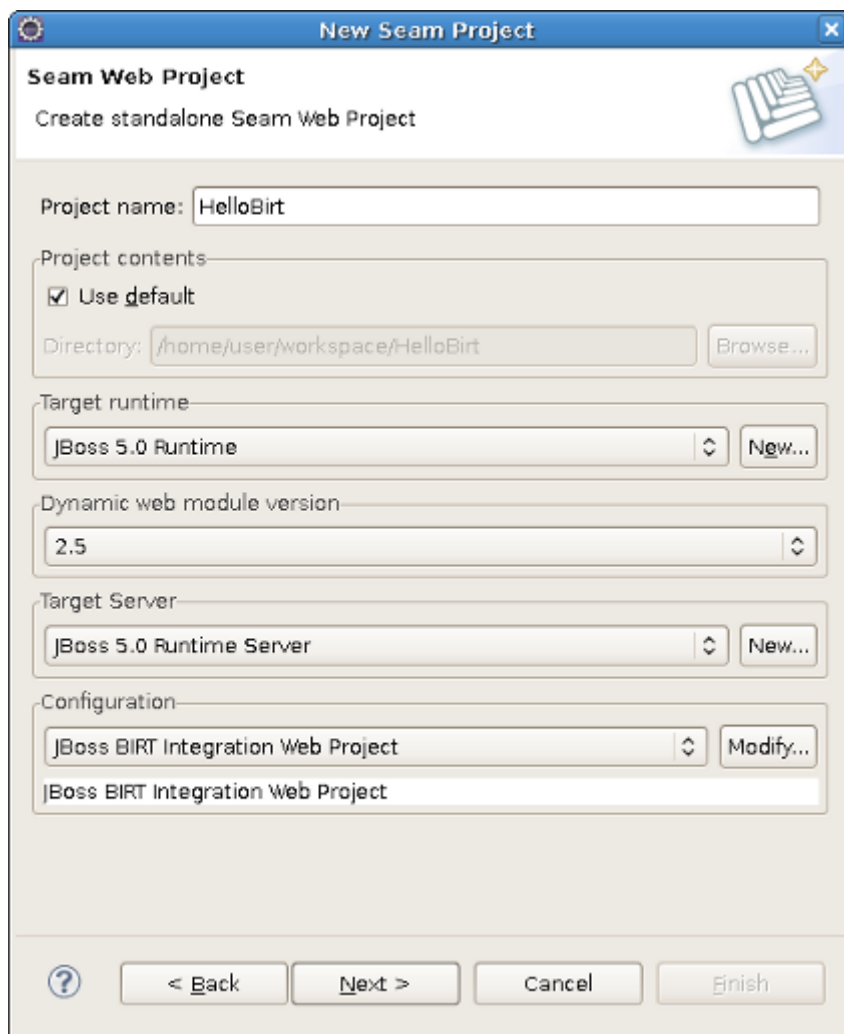 New Seam Project
Seam Web Project
Create standalone Seam Web Project
Project name: HelloBirt
Project contents
Use default
Directory: /home/user/workspace/HelloBirt Browse...
Target runtime
JBoss 5.0 Runtime New...
Dynamic web module version
2.5
Target Server
JBoss 5.0 Runtime Server New...
Configuration
JBoss BIRT Integration Web Project Modify...
JBoss BIRT Integration Web Project
? < Back Next > Cancel Finish